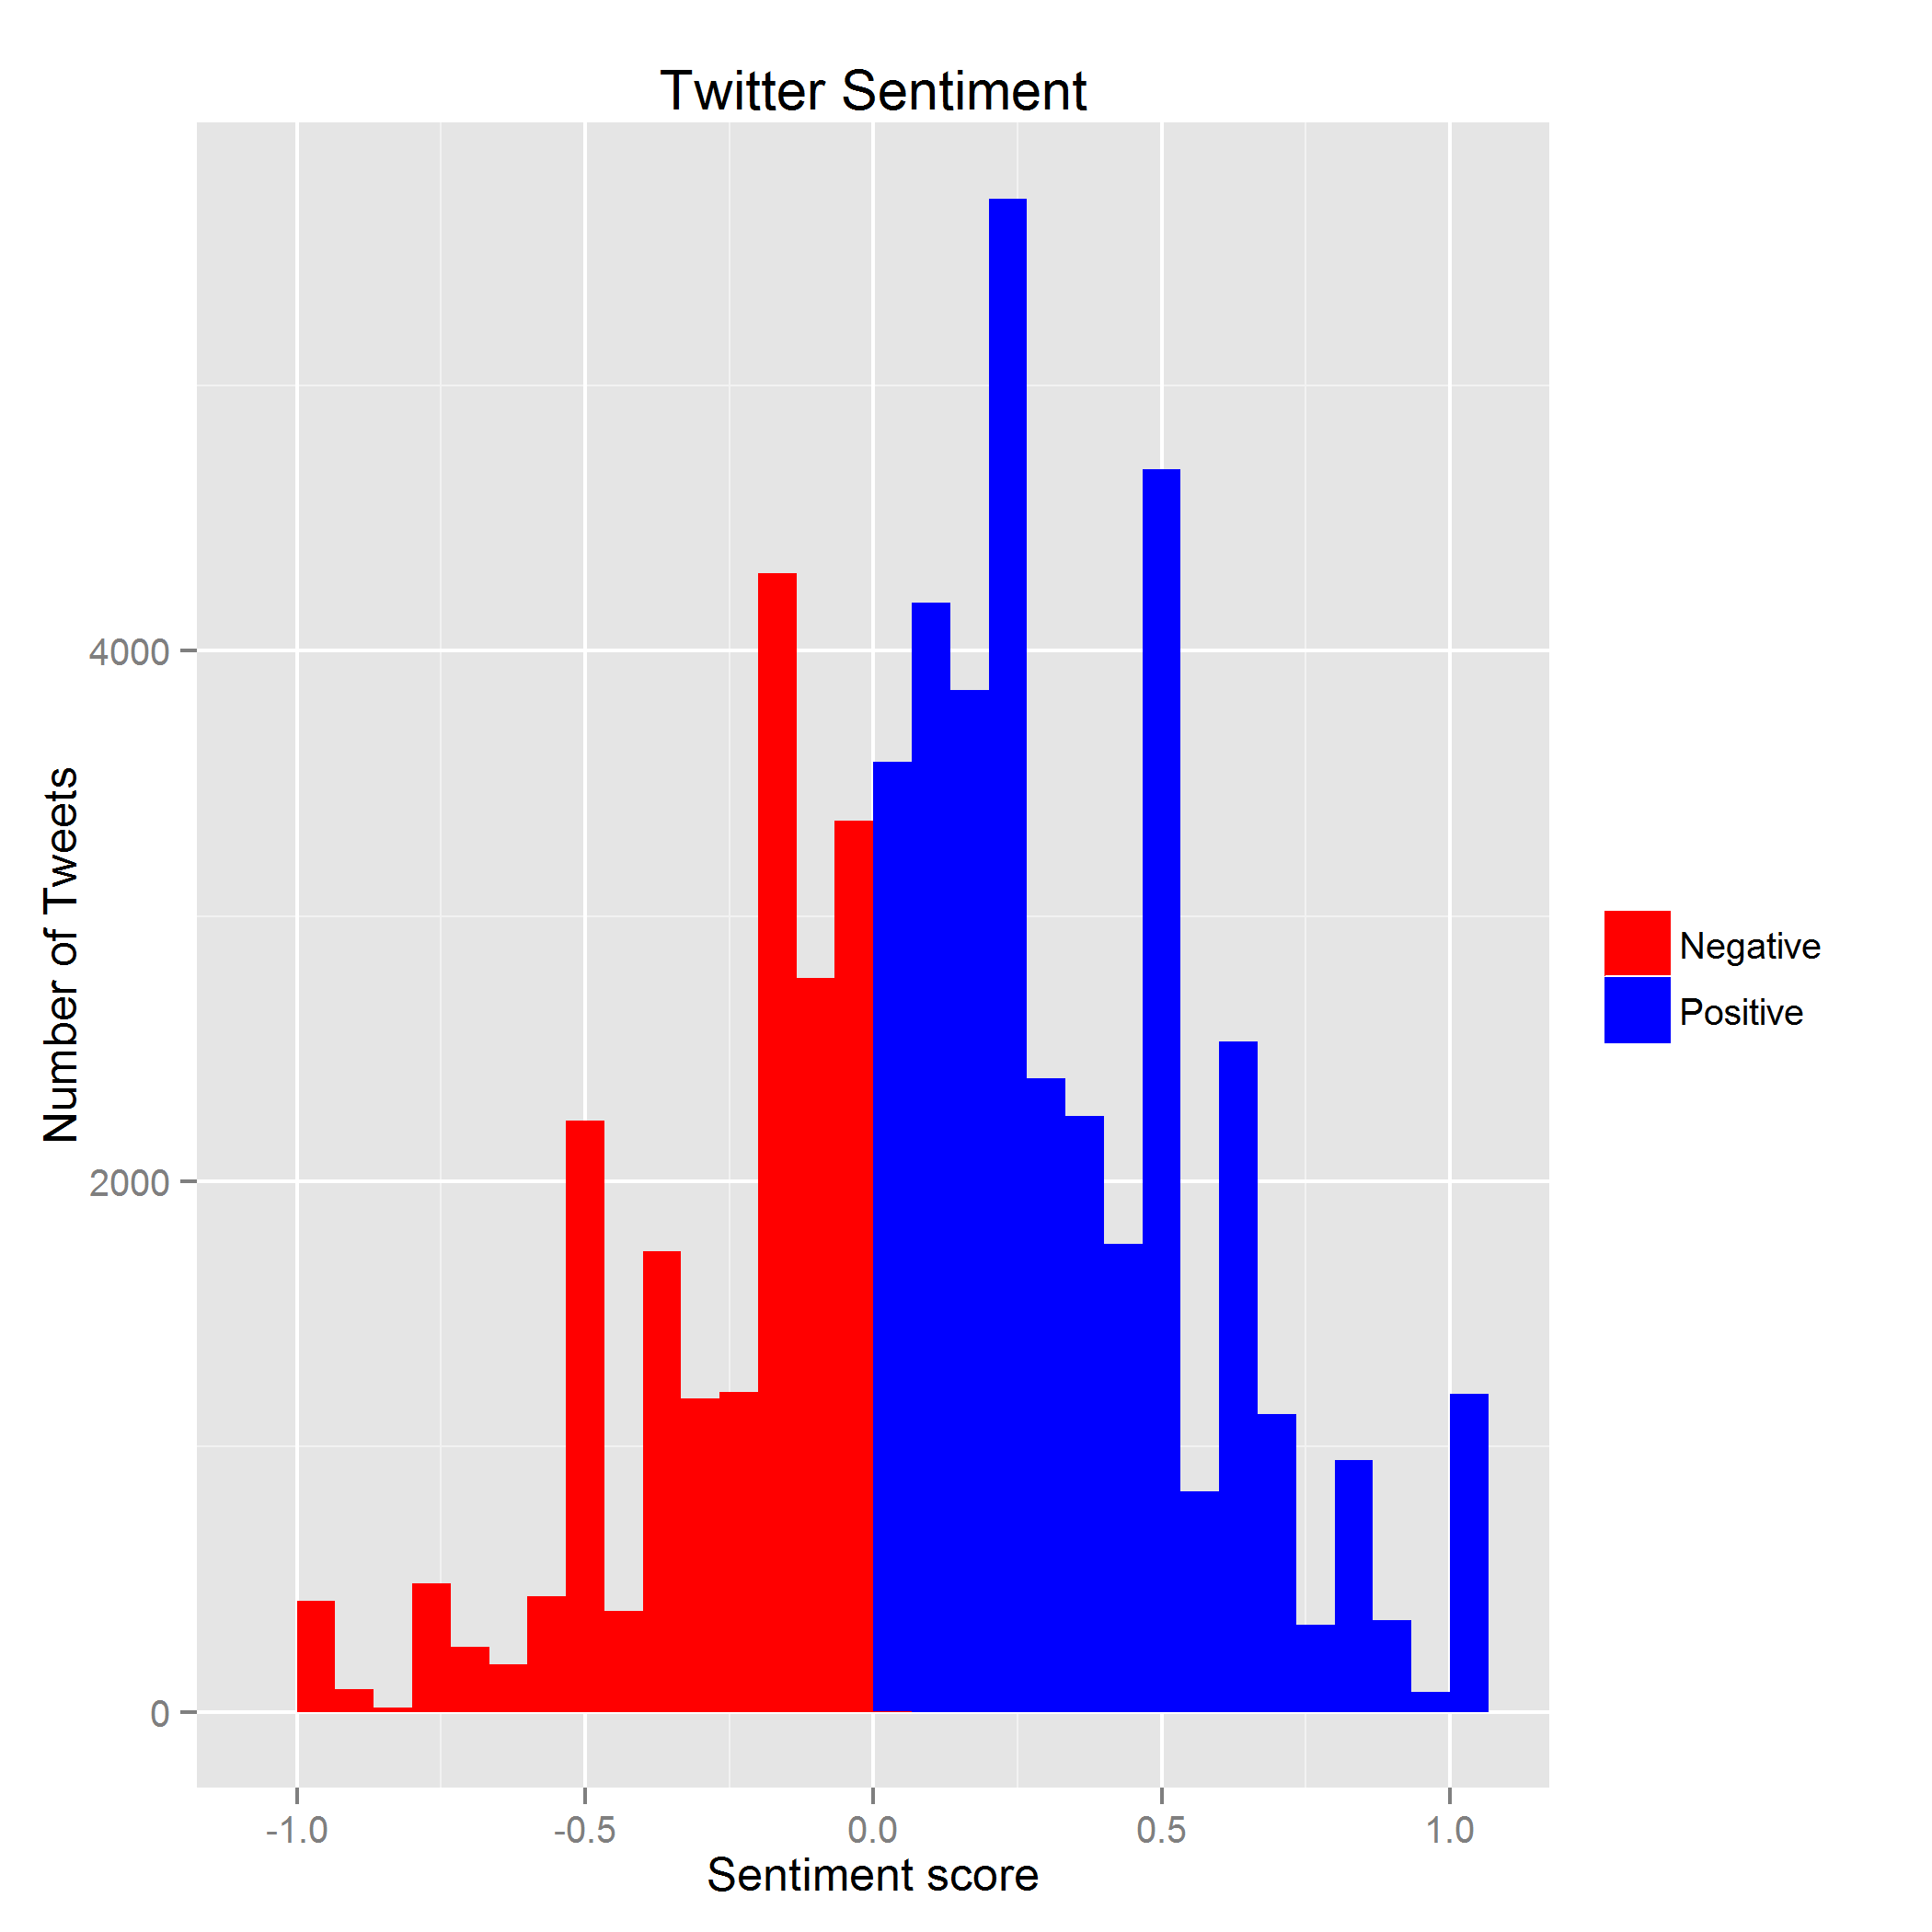 Twitter Sentiment
Number of Tweets
4000
2000
0
-1.0
-0.5
0.0
0.5
1.0
Sentiment score
Negative
Positive